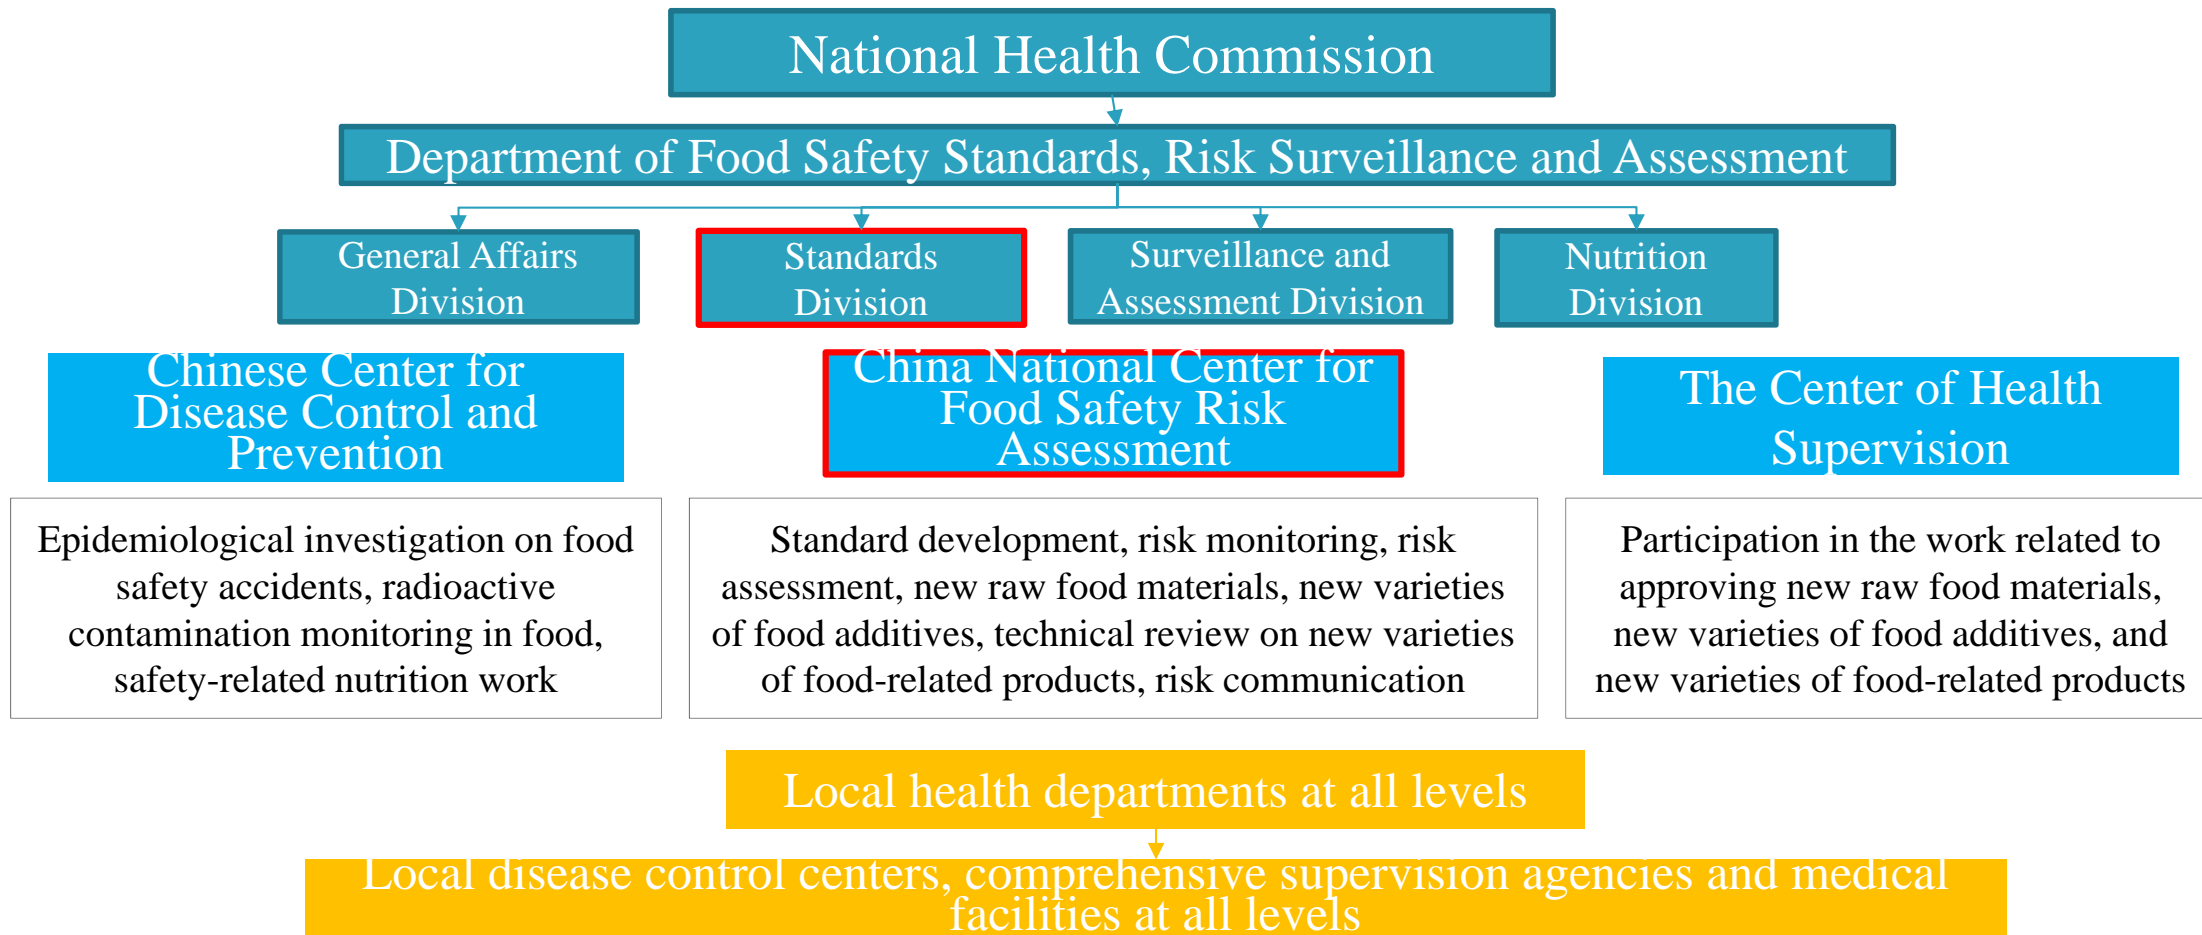 National Health Commission
Department of Food Safety Standards, Risk Surveillance and Assessment
General Affairs
Division
Standards
Division
Surveillance and
Assessment Division
Nutrition
Division
Chinese Center for
Disease Control and
Prevention
China National Center for
Food Safety Risk
Assessment
The Center of Health
Supervision
Epidemiological investigation on food
safety accidents, radioactive
contamination monitoring in food,
safety-related nutrition work
Standard development, risk monitoring, risk
assessment, new raw food materials, new varieties
of food additives, technical review on new varieties
of food-related products, risk communication
Participation in the work related to
approving new raw food materials,
new varieties of food additives, and
new varieties of food-related products
Local health departments at all levels
Local disease control centers, comprehensive supervision agencies and medical
facilities at all levels